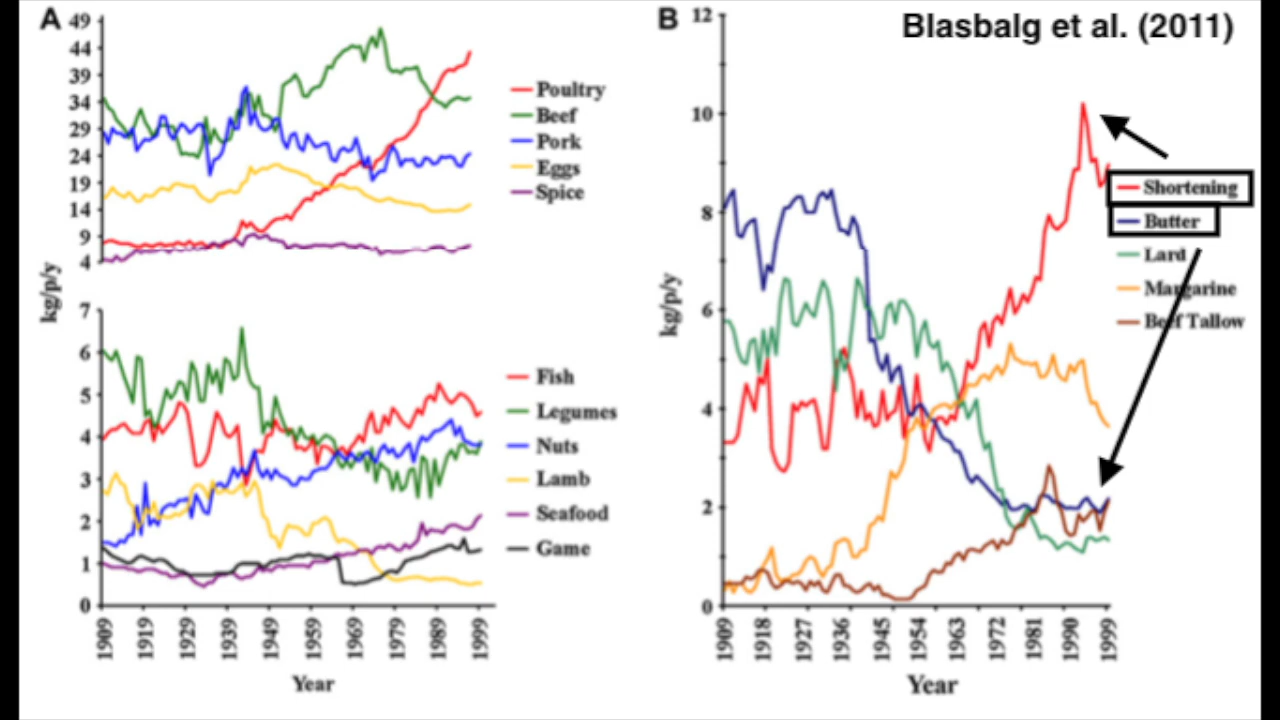 A
49
44
39
34
29
24
19
14
9
4
Poultry
Beef
Pork
Eggs
Spice
kg/p/y
7
6
5
4
3
2
1
0
Fish
Legumes
Nuts
Lamb
Seafood
Game
1909 1919 1929 1939 1949 1959 1969 1979 1989 1999
Year
B
Blasbalg et al. (2011)
12
10
8
6
4
2
0
kg/p/y
Shortening
Butter
Lard
Margarine
Beef Tallow
1909 1918 1927 1936 1945 1954 1963 1972 1981 1990 1999
Year